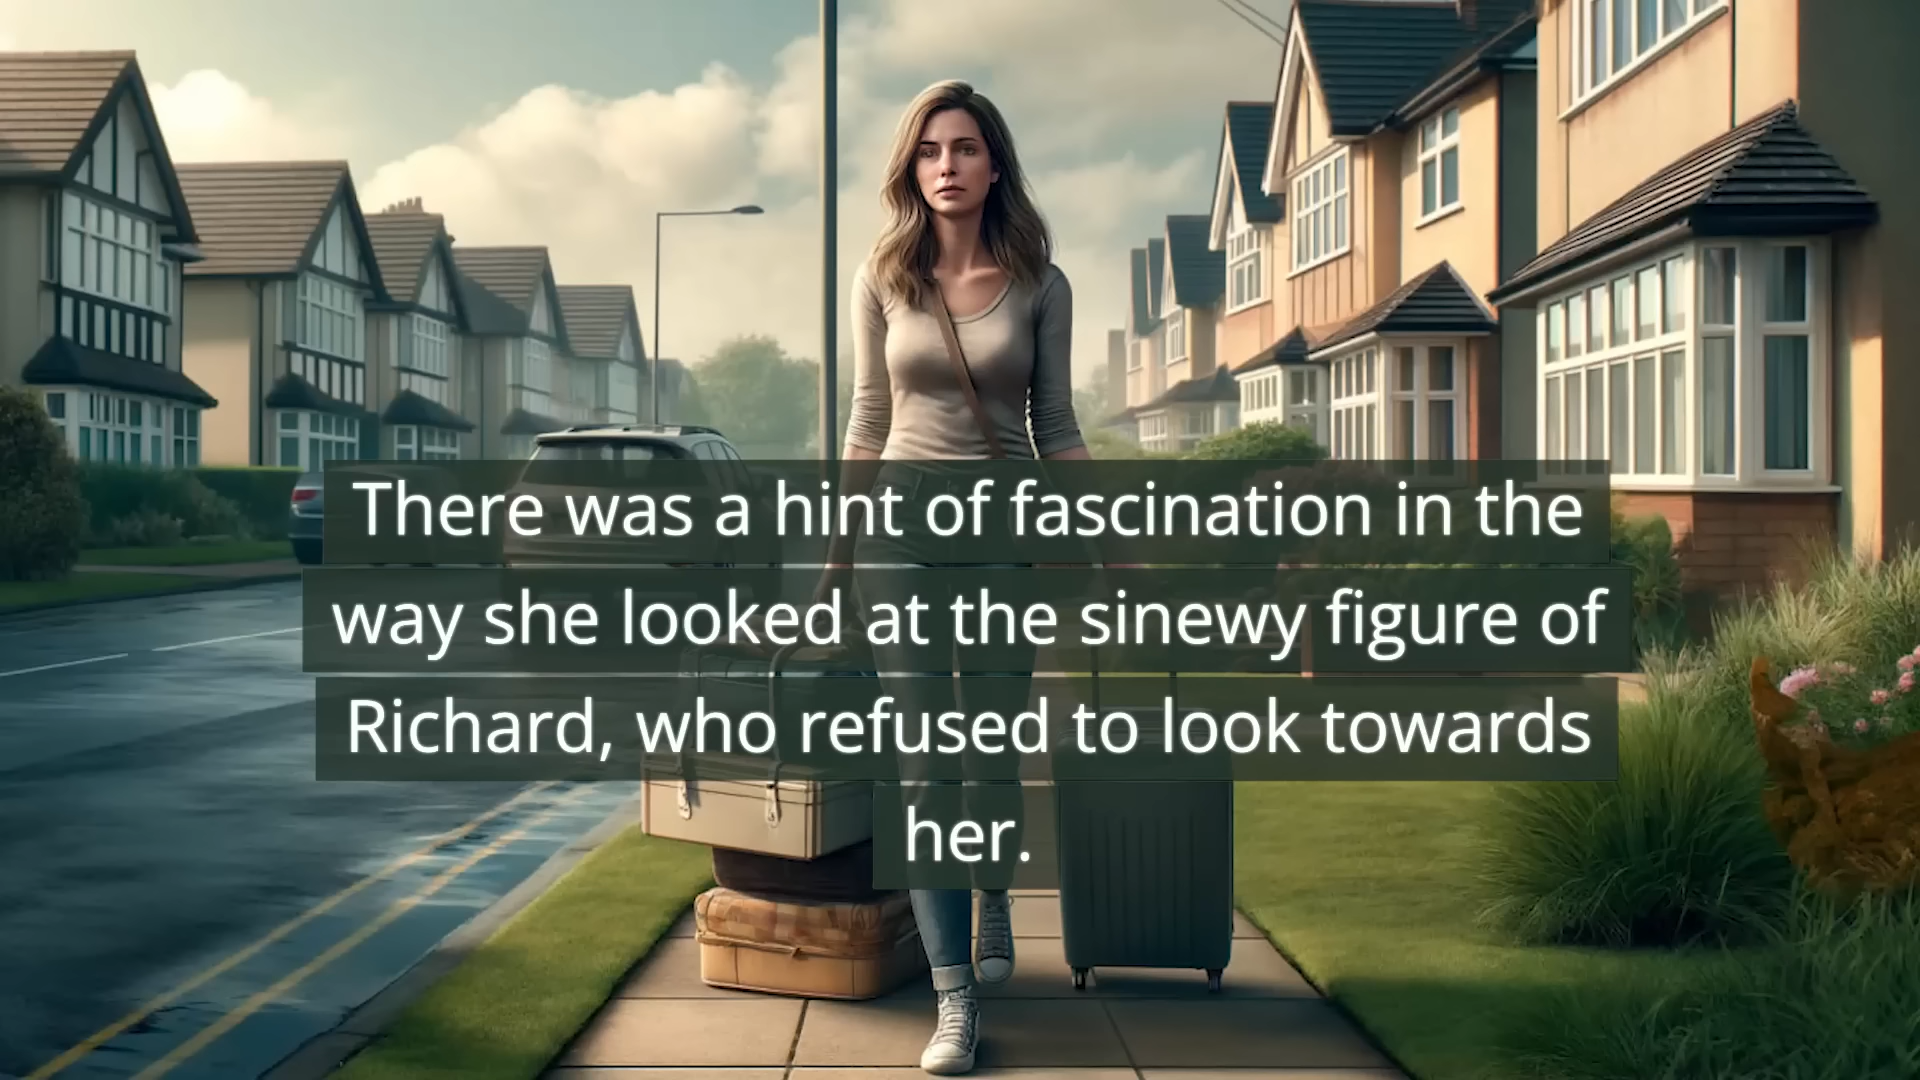 There was a hint of fascination in the
way she looked at the sinewy figure of
Richard, who refused to look towards
her.